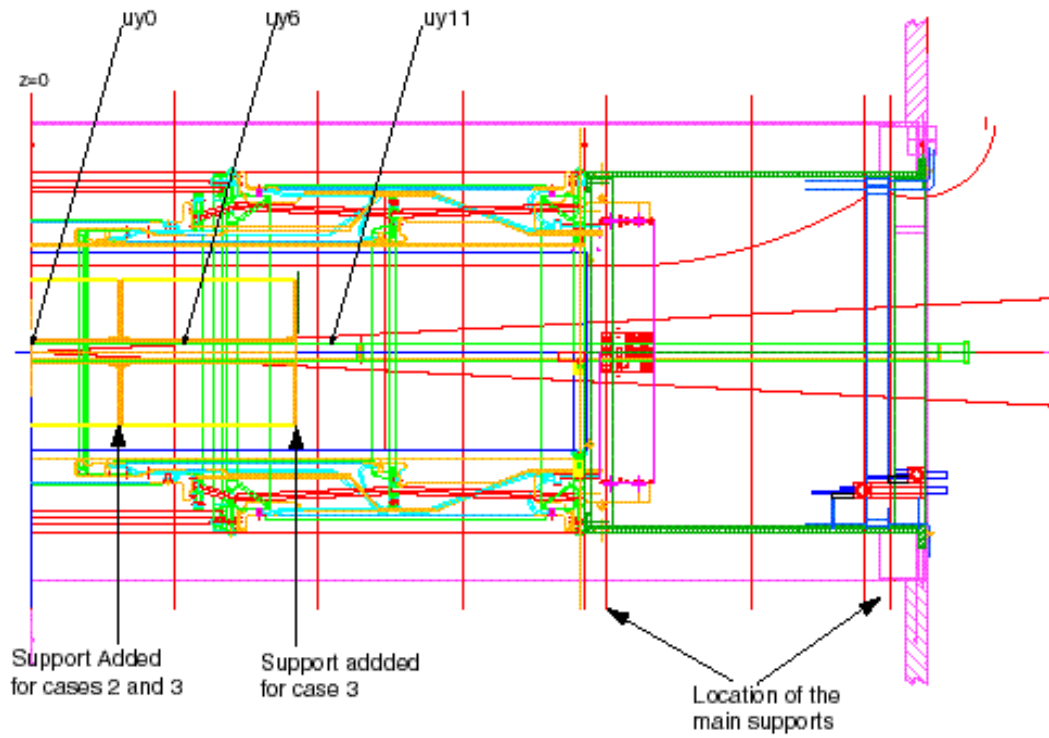 uy0 uy6 uy11
z=0
Support Added
for cases 2 and 3
Support addded
for case 3
Location of the
main supports